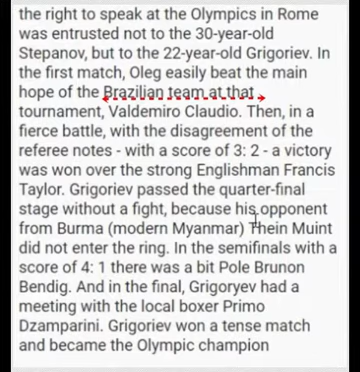 the right to speak at the Olympics in Rome
was entrusted not to the 30-year-old
Stepanov, but to the 22-year-old Grigoriev. In
the first match, Oleg easily beat the main
hope of the Brazilian team at that
tournament, Valdemiro Claudio. Then, in a
fierce battle, with the disagreement of the
referee notes - with a score of 3: 2 - a victory
was won over the strong Englishman Francis
Taylor. Grigoriev passed the quarter-final
stage without a fight, because his opponent
from Burma (modern Myanmar) Thein Muint
did not enter the ring. In the semifinals with a
score of 4: 1 there was a bit Pole Brunon
Bendig. And in the final, Grigoryev had a
meeting with the local boxer Primo
Dzamparini. Grigoriev won a tense match
and became the Olympic champion